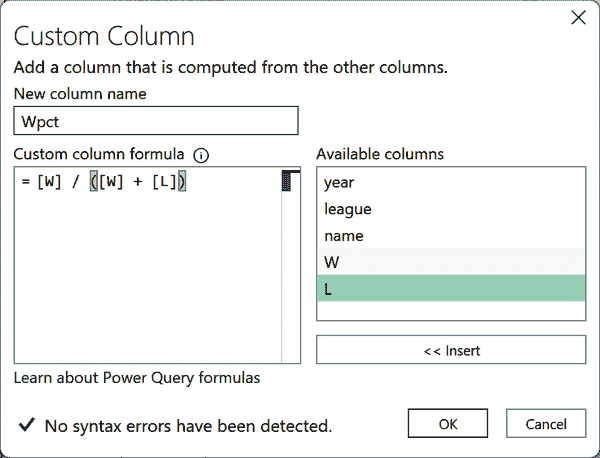 Custom Column
Add a column that is computed from the other columns.
New column name
Wpct
Custom column formula
Available columns
= [W] / ([W] + [L])
year
league
name
W
L
<< Insert
Learn about Power Query formulas
No syntax errors have been detected.
OK
Cancel